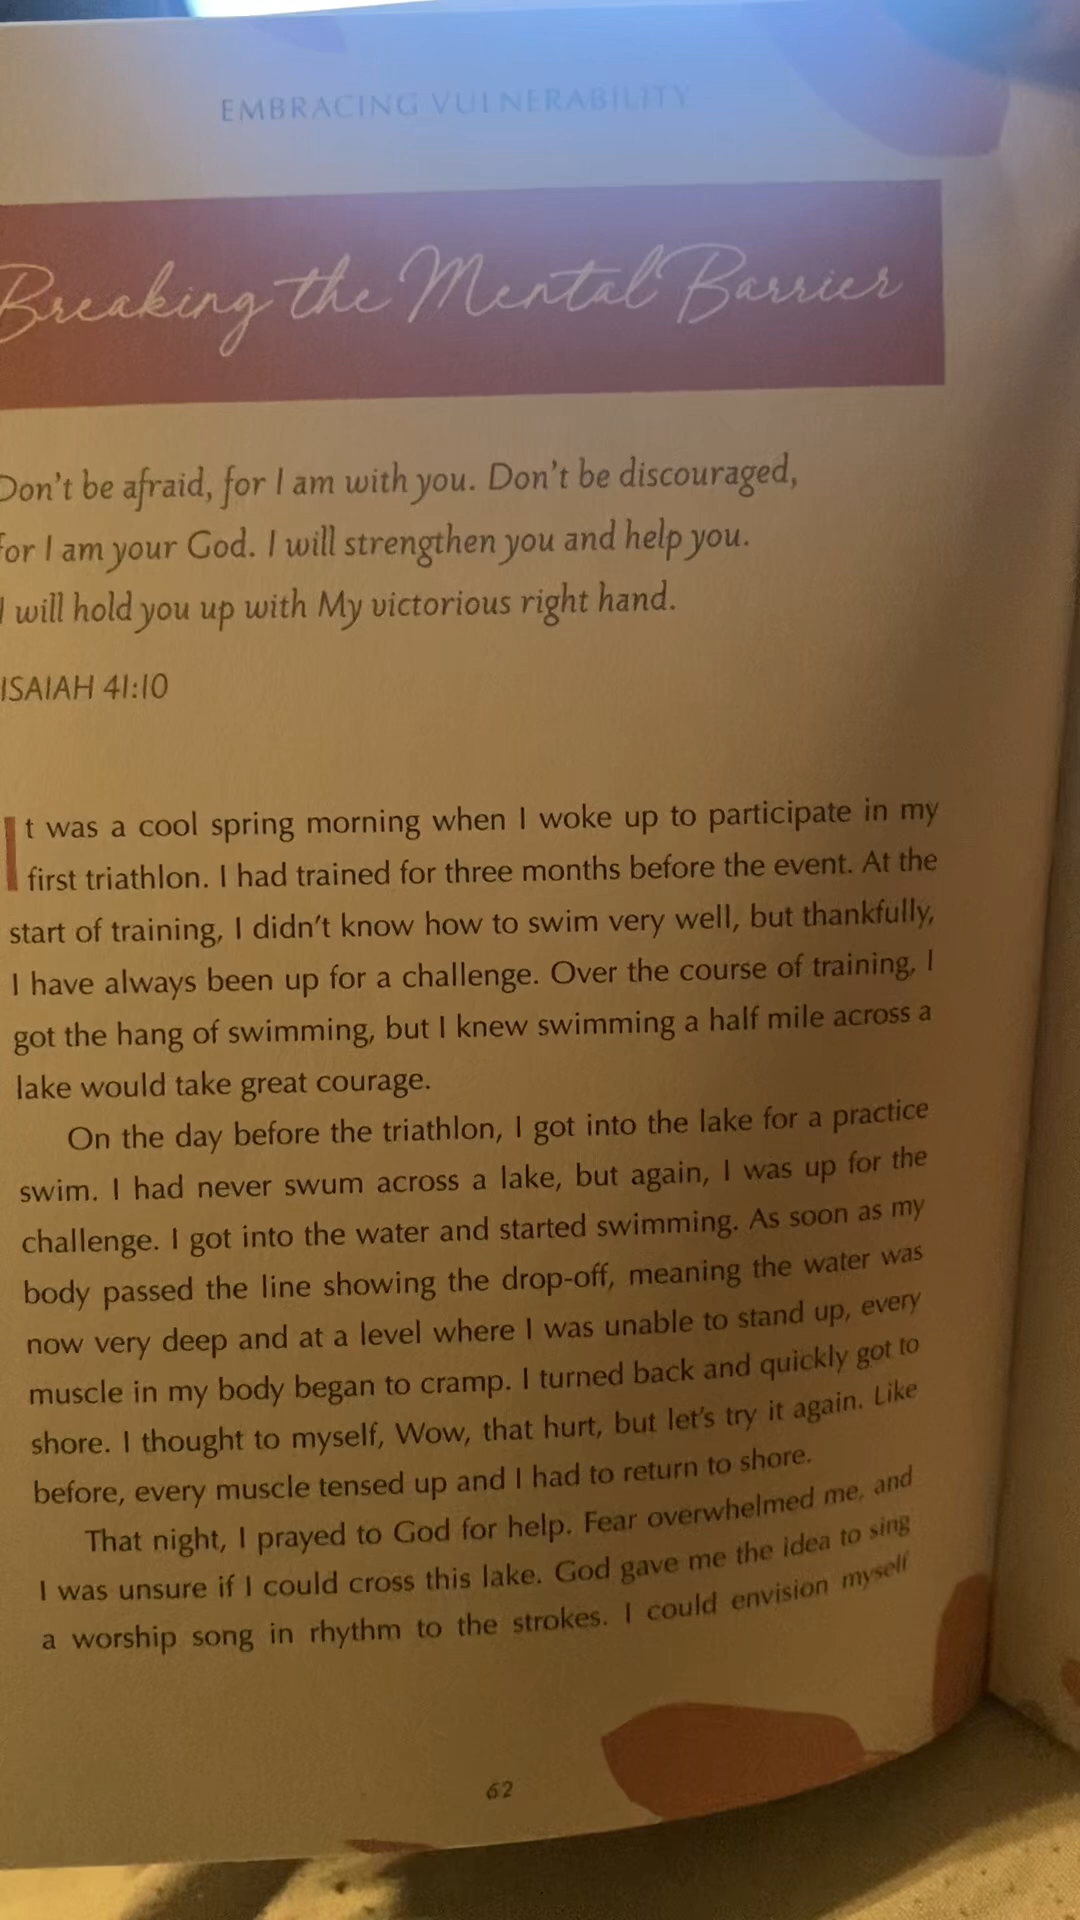 EMBRACING VULNERABILITY
Breaking the Mental Barrier
Don't be afraid, for I am with you. Don't be discouraged,
for I am your God. I will strengthen you and help you.
I will hold you up with My victorious right hand.
ISAIAH 41:10
It was a cool spring morning when I woke up to participate in my
first triathlon. I had trained for three months before the event. At the
start of training, I didn't know how to swim very well, but thankfully,
I have always been up for a challenge. Over the course of training, I
got the hang of swimming, but I knew swimming a half mile across a
lake would take great courage.
On the day before the triathlon, I got into the lake for a practice
swim. I had never swum across a lake, but again, I was up for the
challenge. I got into the water and started swimming. As soon as my
body passed the line showing the drop-off, meaning the water was
now very deep and at a level where I was unable to stand up, every
muscle in my body began to cramp. I turned back and quickly got to
shore. I thought to myself, Wow, that hurt, but let's try it again. Like
before, every muscle tensed up and I had to return to shore.
That night, I prayed to God for help. Fear overwhelmed me, and
I was unsure if I could cross this lake. God gave me the idea to sing
a worship song in rhythm to the strokes. I could envision myself
62